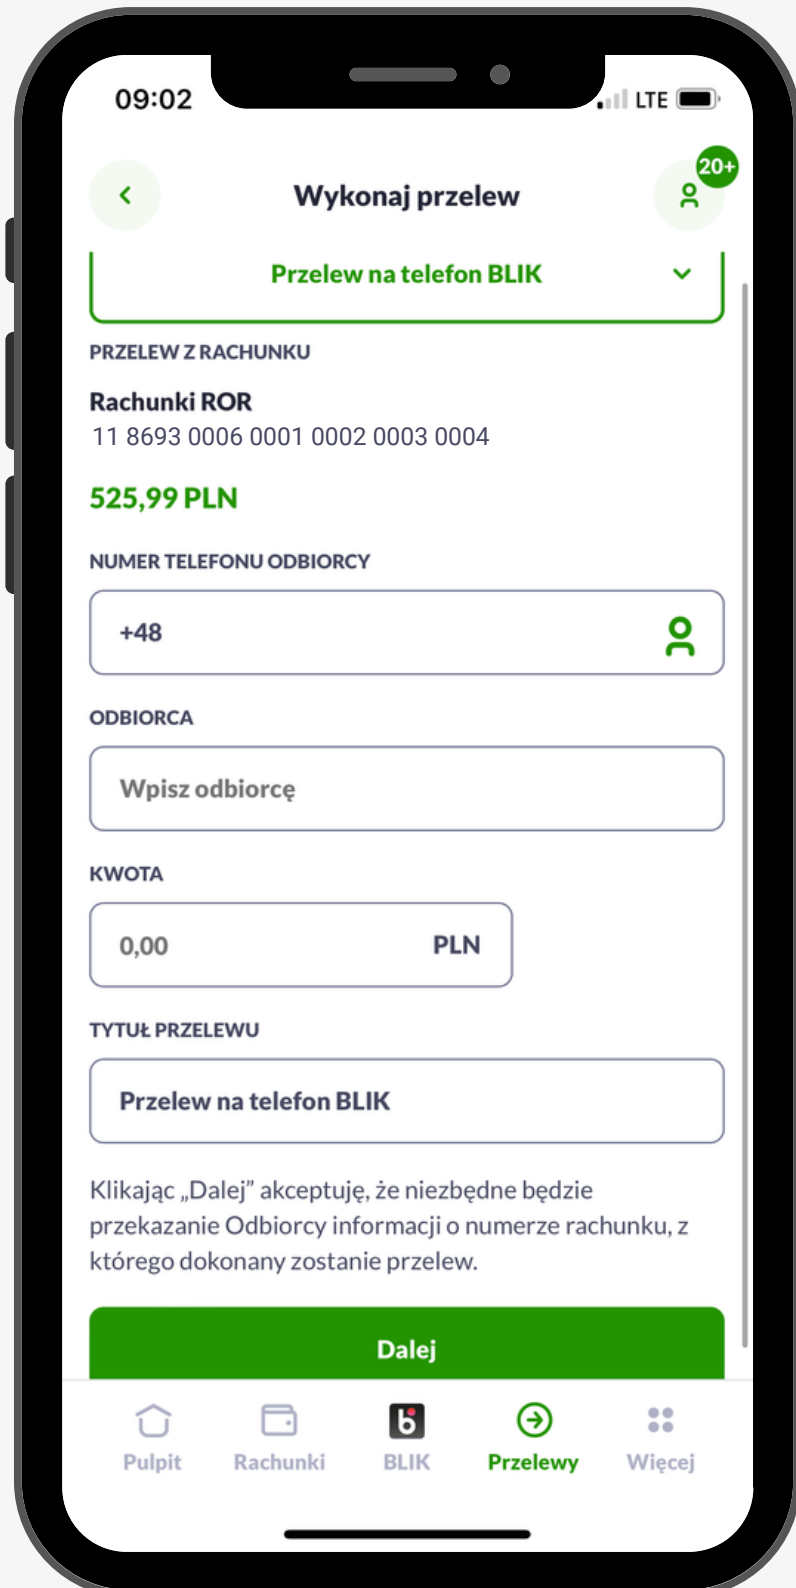 09:02
LTE
20+
Wykonaj przelew
Przelew na telefon BLIK
PRZELEW Z RACHUNKU
Rachunki ROR
11 8693 0006 0001 0002 0003 0004
525,99 PLN
NUMER TELEFONU ODBIORCY
+48
ODBIORCA
Wpisz odbiorcę
KWOTA
0,00 PLN
TYTUŁ PRZELEWU
Przelew na telefon BLIK
Klikając „Dalej” akceptuję, że niezbędne będzie
przekazanie Odbiorcy informacji o numerze rachunku, z
którego dokonany zostanie przelew.
Dalej
Pulpit Rachunki BLIK Przelewy Więcej